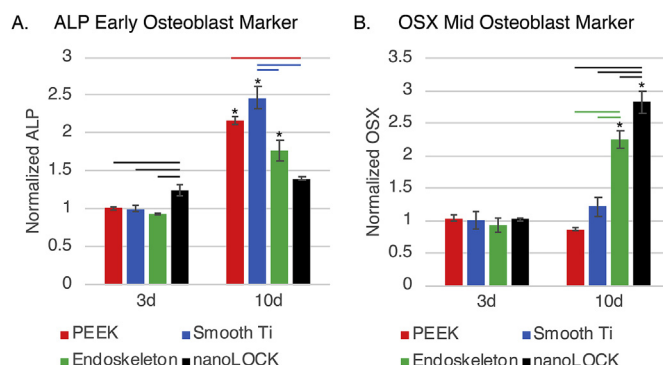 A. ALP Early Osteoblast Marker
Normalized ALP
3
2.5
2
1.5
1
0.5
0
* * *
3d 10d
PEEK Smooth Ti
Endoskeleton nanoLOCK
B. OSX Mid Osteoblast Marker
Normalized OSX
3.5
3
2.5
2
1.5
1
0.5
0
* *
3d 10d
PEEK Smooth Ti
Endoskeleton nanoLOCK